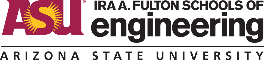 ASU IRA A. FULTON SCHOOLS OF
engineering
ARIZONA STATE UNIVERSITY